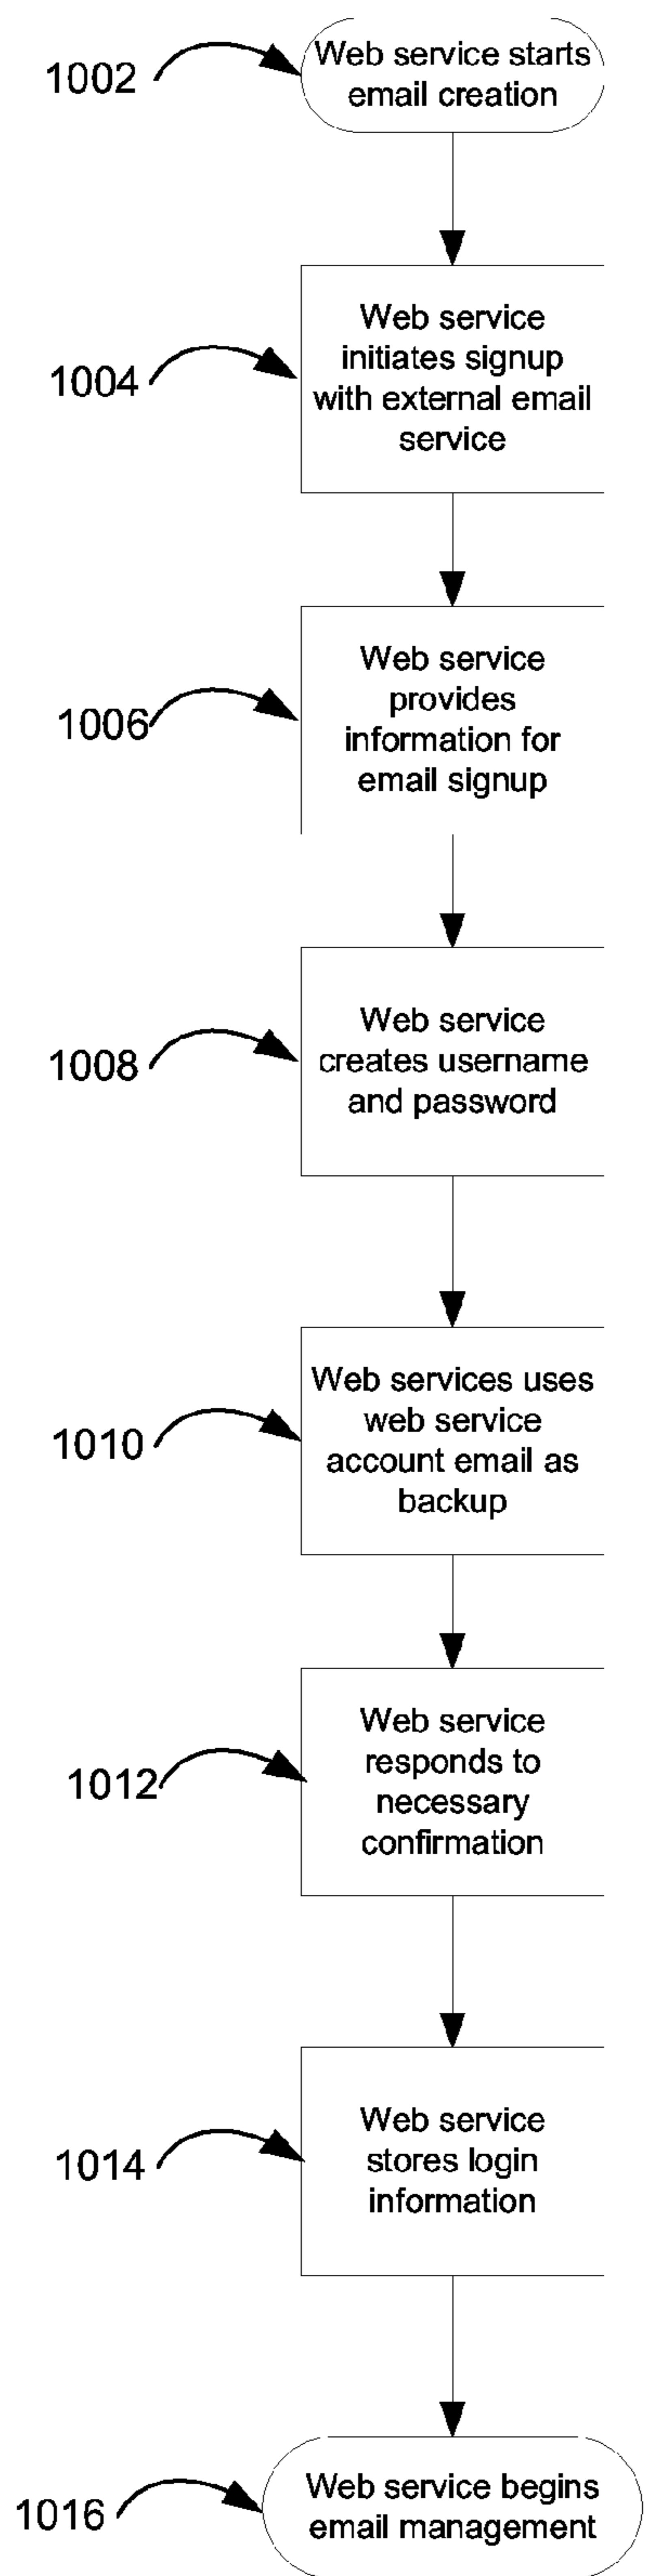 1002
Web service starts
email creation
1004
Web service
initiates signup
with external email
service
1006
Web service
provides
information for
email signup
1008
Web service
creates username
and password
1010
Web services uses
web service
account email as
backup
1012
Web service
responds to
necessary
confirmation
1014
Web service
stores login
information
1016
Web service begins
email management